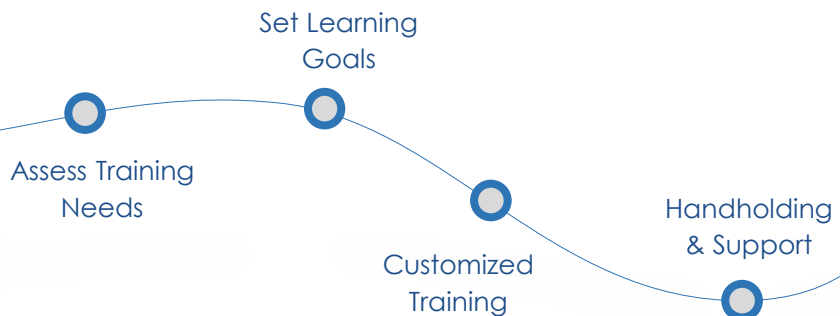 Set Learning
Goals
Assess Training
Needs
Customized
Training
Handholding
& Support